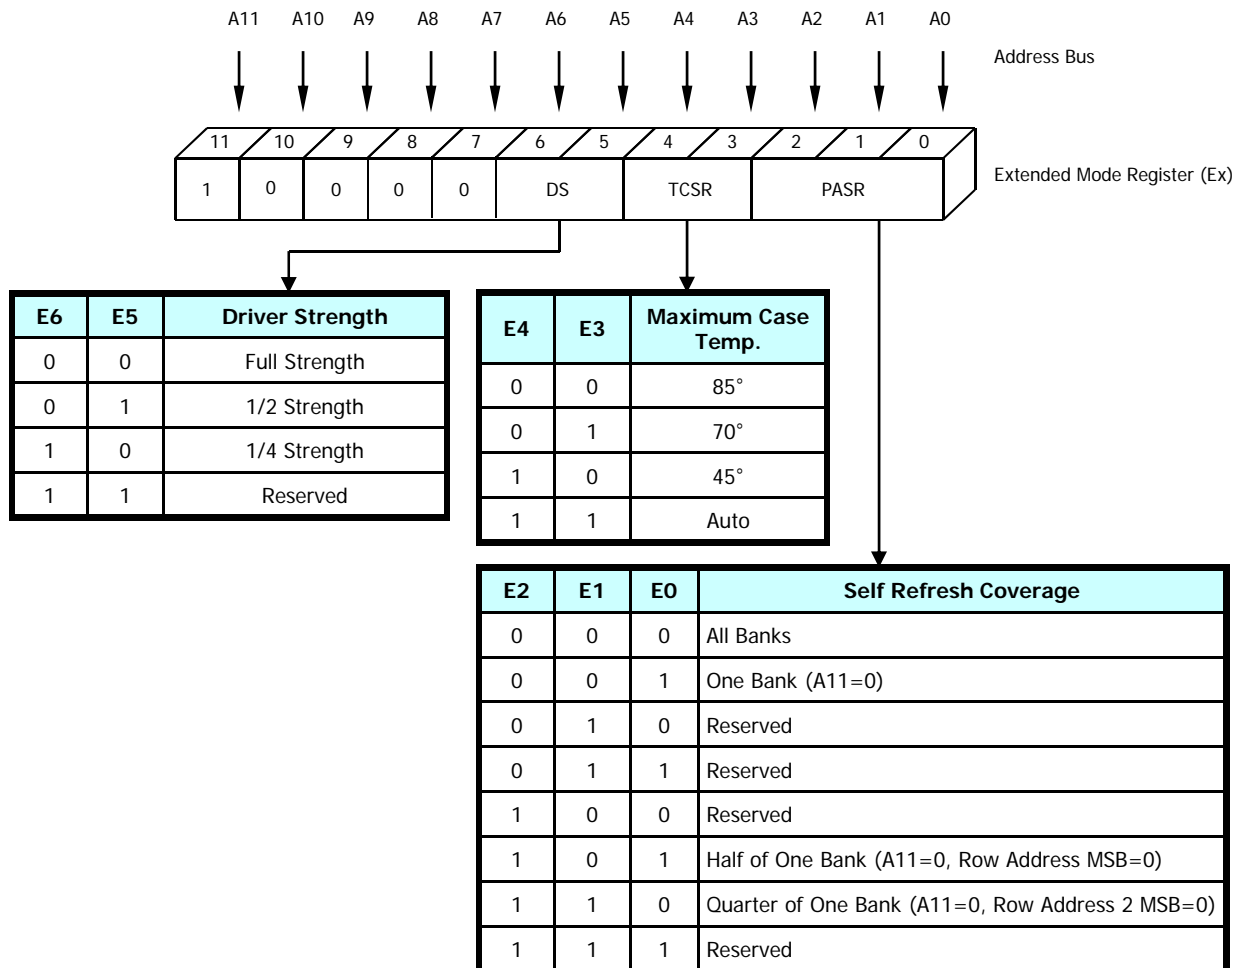 A11 A10 A9 A8 A7 A6 A5 A4 A3 A2 A1 A0
Address Bus
11 10 9 8 7 6 5 4 3 2 1 0
1 0 0 0 0 DS TCSR PASR
Extended Mode Register (Ex)
E6 E5 Driver Strength
0 0 Full Strength
0 1 1/2 Strength
1 0 1/4 Strength
1 1 Reserved
E4 E3 Maximum Case
Temp.
0 0 85°
0 1 70°
1 0 45°
1 1 Auto
E2 E1 E0 Self Refresh Coverage
0 0 0 All Banks
0 0 1 One Bank (A11=0)
0 1 0 Reserved
0 1 1 Reserved
1 0 0 Reserved
1 0 1 Half of One Bank (A11=0, Row Address MSB=0)
1 1 0 Quarter of One Bank (A11=0, Row Address 2 MSB=0)
1 1 1 Reserved